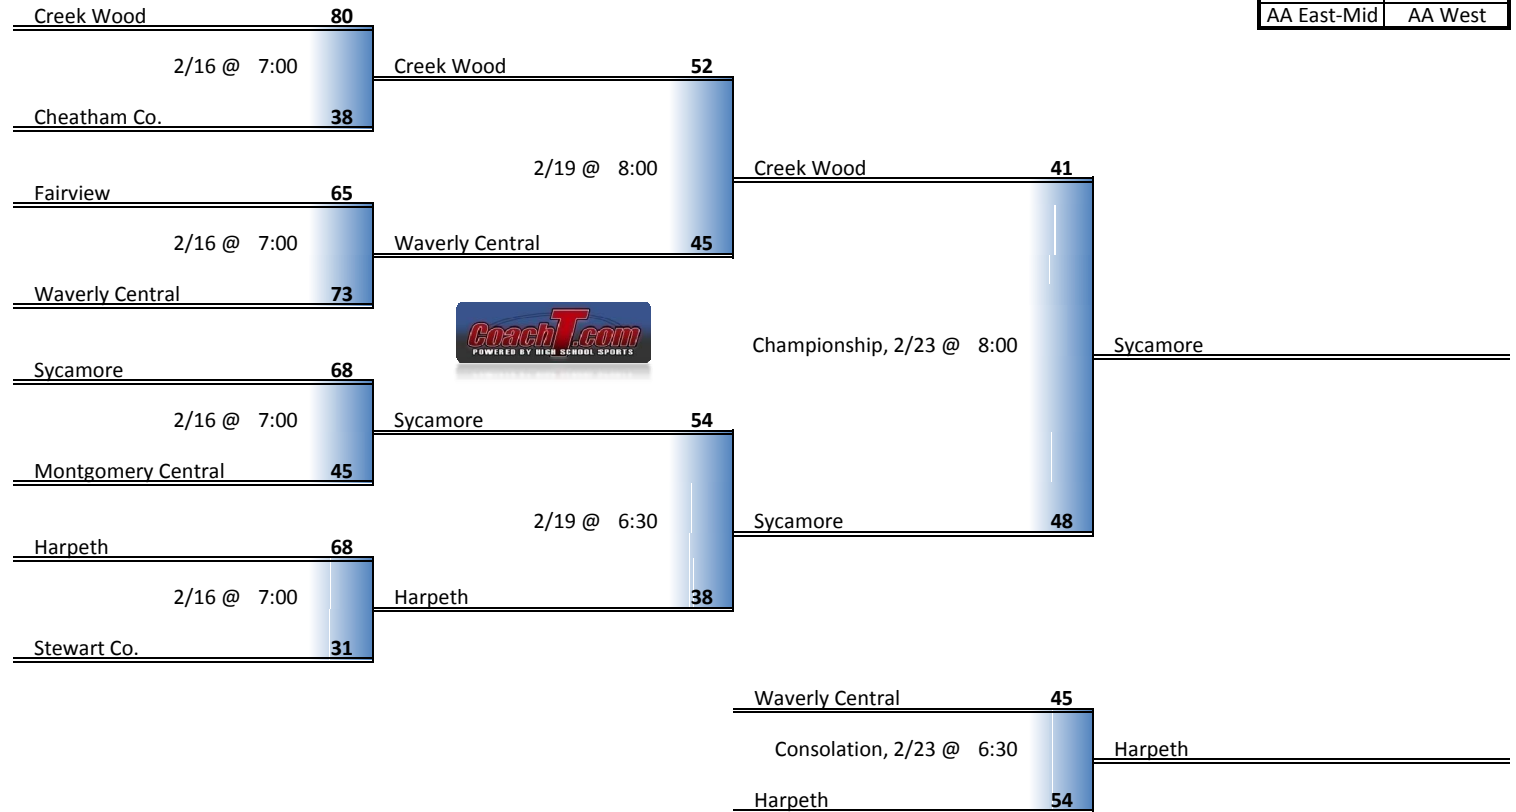 Creek Wood 80
AA East-Mid AA West
2/16 @ 7:00 Creek Wood 52
Cheatham Co. 38
2/19 @ 8:00 Creek Wood 41
Fairview 65
2/16 @ 7:00 Waverly Central 45
Waverly Central 73
CoachT.com
POWERED BY HIGH SCHOOL SPORTS
Championship, 2/23 @ 8:00 Sycamore
Sycamore 68
2/16 @ 7:00 Sycamore 54
Montgomery Central 45
2/19 @ 6:30 Sycamore 48
Harpeth 68
2/16 @ 7:00 Harpeth 38
Stewart Co. 31
Waverly Central 45
Consolation, 2/23 @ 6:30 Harpeth
Harpeth 54